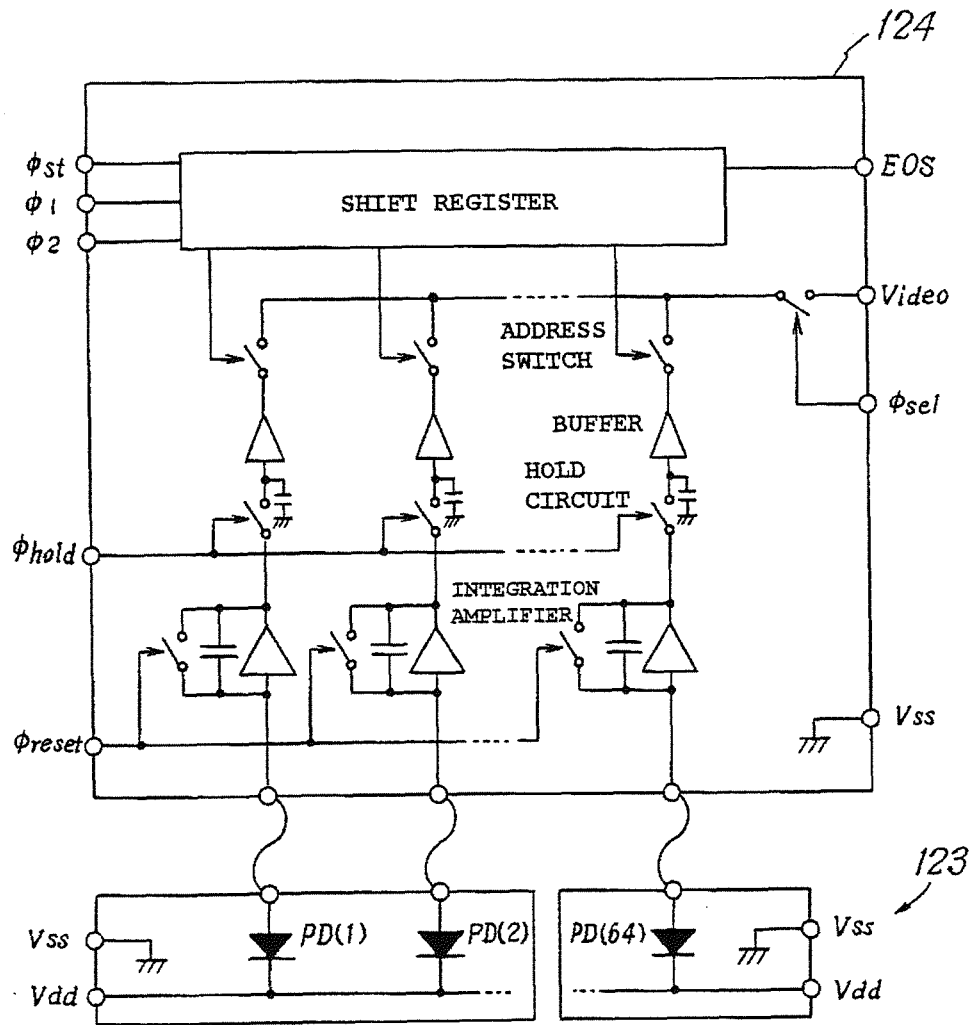 124
φst
φ1
φ2
SHIFT REGISTER
EOS
Video
ADDRESS
SWITCH
φsel
BUFFER
HOLD
CIRCUIT
φhold
INTEGRATION
AMPLIFIER
φreset
Vss
123
Vss
PD(1)
PD(2)
PD(64)
Vss
Vdd
Vdd